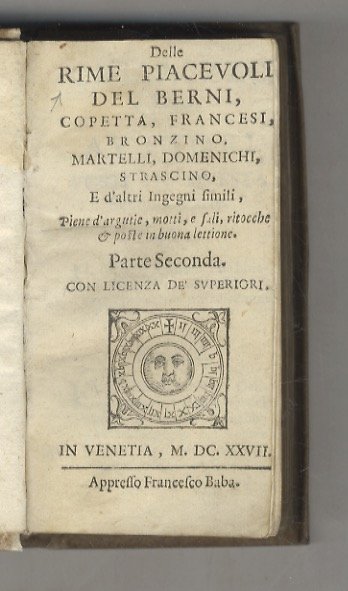 Delle
RIME PIACEVOLI
DEL BERNI,
COPETTA, FRANCESI,
BRONZINO,
MARTELLI, DOMENICHI,
STRASCINO,
E d'altri Ingegni ſimili,
Piene d'argutie, motti, e ſali, ritocche
& poſte in buona lettione.
Parte Seconda.
CON LICENZA DE' SVPERIORI.
IN VENETIA, M. DC. XXVII.
Appreſſo Franceſco Baba.